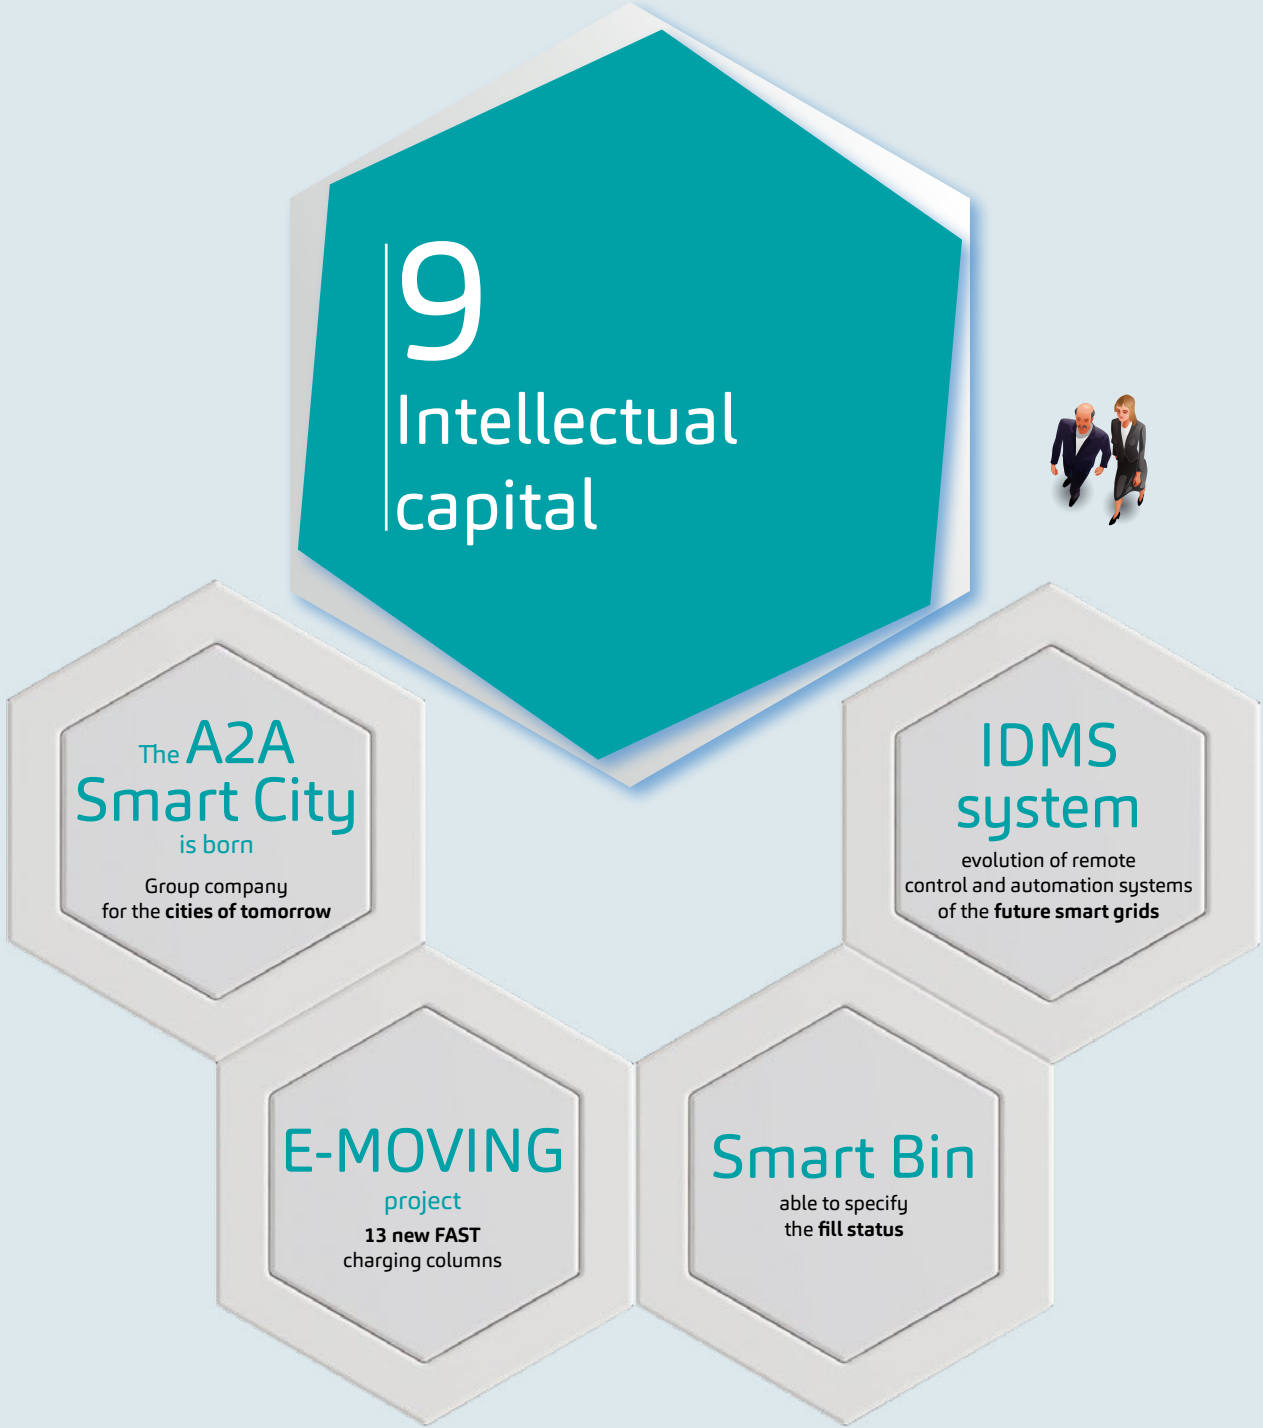 9
Intellectual
capital
The A2A
Smart City
is born
Group company
for the cities of tomorrow
IDMS
system
evolution of remote
control and automation systems
of the future smart grids
E-MOVING
project
13 new FAST
charging columns
Smart Bin
able to specify
the fill status